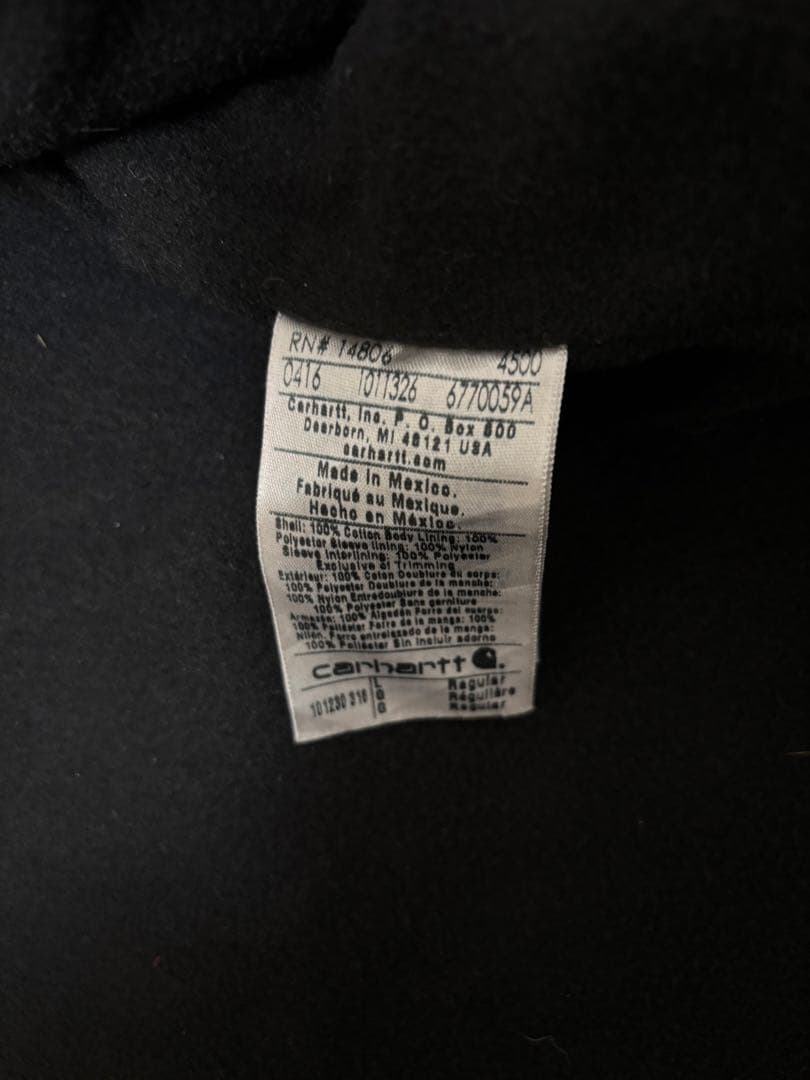 RN# 14806 4500
0416 1011326 6770059A
Carhartt, Inc. P. O. Box 600
Dearborn, MI 48121 USA
carhartt.com
Made in Mexico.
Fabriqué au Mexique.
Hecho en México.
Shell: 100% Cotton Body Lining: 100%
Polyester Sleeve lining: 100% Nylon
Sleeve Interlining: 100% Polyester
Exclusive of Trimming
Extérieur: 100% Coton Doublure du corps:
100% Polyester Doublure de la manche:
100% Nylon Entredoublure de la manche:
100% Polyester Sans garniture
Armazón: 100% Algodón Forro del cuerpo:
100% Poliéster Forro de la manga: 100%
Nilón. Forro entrelazado de la manga:
100% Poliéster Sin incluir adorno
carhartt
L Regular
101230 316 G Régulière
G Regular